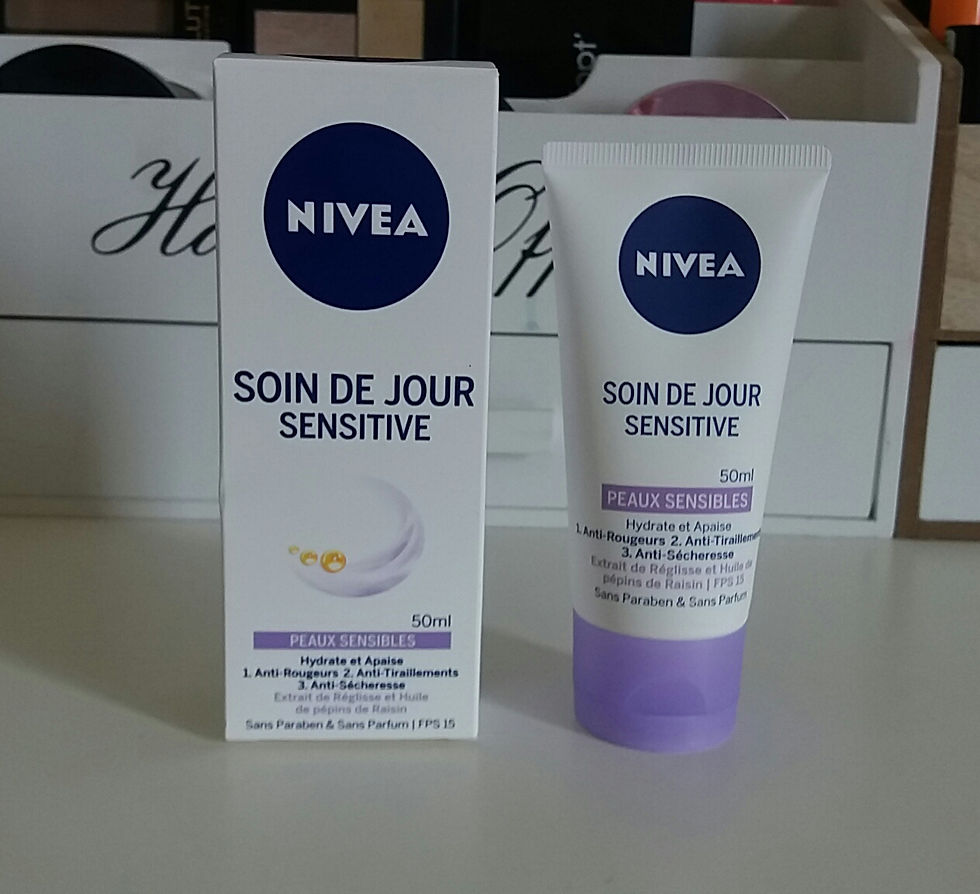 NIVEA
SOIN DE JOUR
SENSITIVE
50ml
PEAUX SENSIBLES
Hydrate et Apaise
1. Anti-Rougeurs 2. Anti-Tiraillements
3. Anti-Sécheresse
Extrait de Réglisse et Huile
de pépins de Raisin
Sans Paraben & Sans Parfum | FPS 15
NIVEA
SOIN DE JOUR
SENSITIVE
50ml
PEAUX SENSIBLES
Hydrate et Apaise
1. Anti-Rougeurs 2. Anti-Tiraillemen
3. Anti-Sécheresse
Extrait de Réglisse et Huile de
pépins de Raisin | FPS 15
Sans Paraben & Sans Parfum